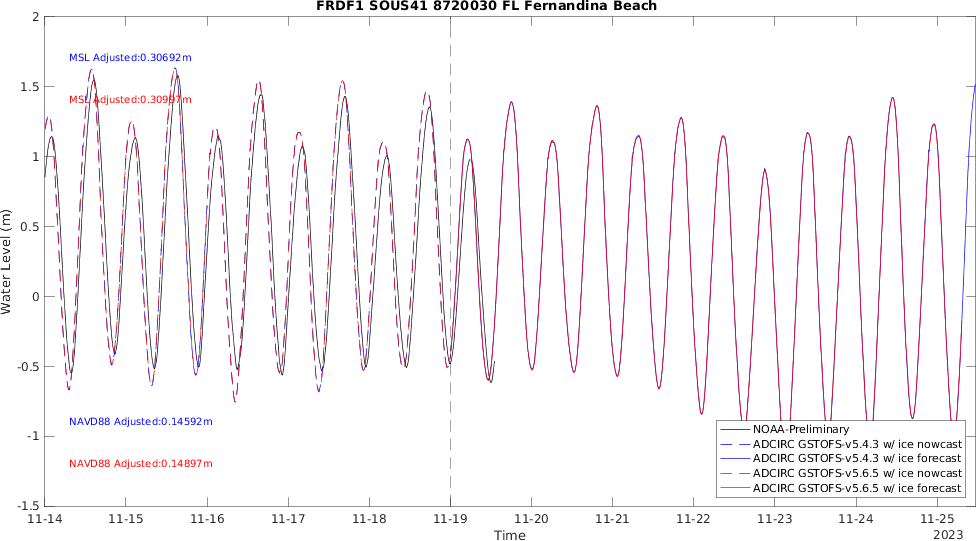 FRDF1 SOUS41 8720030 FL Fernandina Beach
2
1.5
1
0.5
0
-0.5
-1
-1.5
Water Level (m)
MSL Adjusted:0.30692m
MSL Adjusted:0.30997m
NAVD88 Adjusted:0.14592m
NAVD88 Adjusted:0.14897m
NOAA-Preliminary
ADCIRC GSTOFS-v5.4.3 w/ ice nowcast
ADCIRC GSTOFS-v5.4.3 w/ ice forecast
ADCIRC GSTOFS-v5.6.5 w/ ice nowcast
ADCIRC GSTOFS-v5.6.5 w/ ice forecast
11-14 11-15 11-16 11-17 11-18 11-19 11-20 11-21 11-22 11-23 11-24 11-25
2023
Time